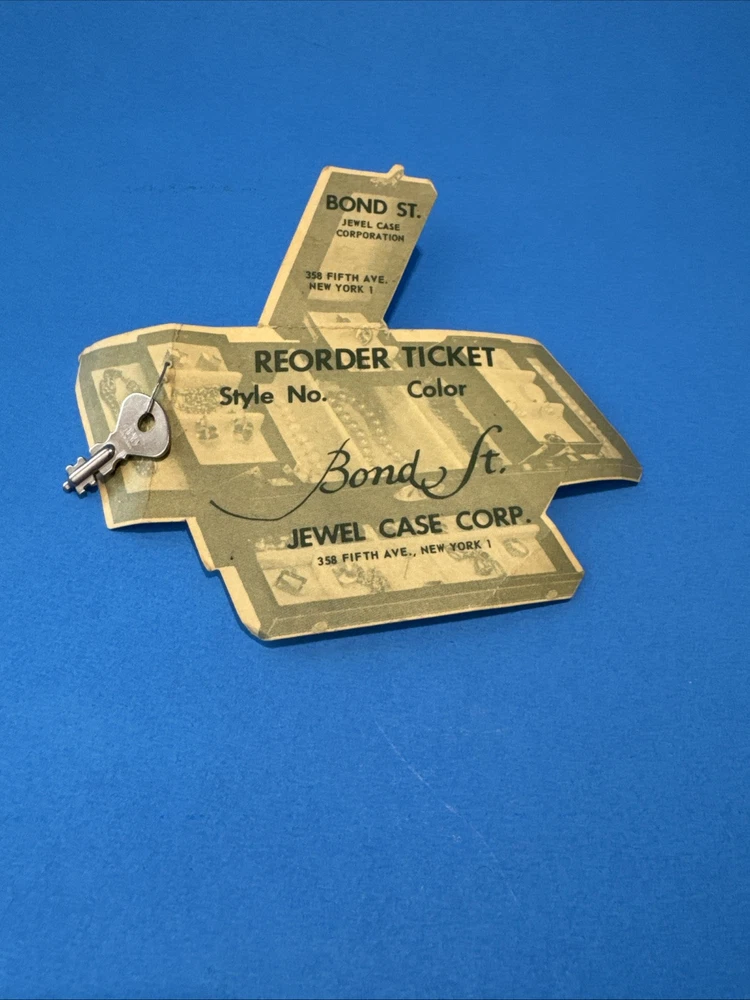 BOND ST.
JEWEL CASE
CORPORATION
358 FIFTH AVE.
NEW YORK 1
REORDER TICKET
Style No. Color
Bond St.
JEWEL CASE CORP.
358 FIFTH AVE., NEW YORK 1